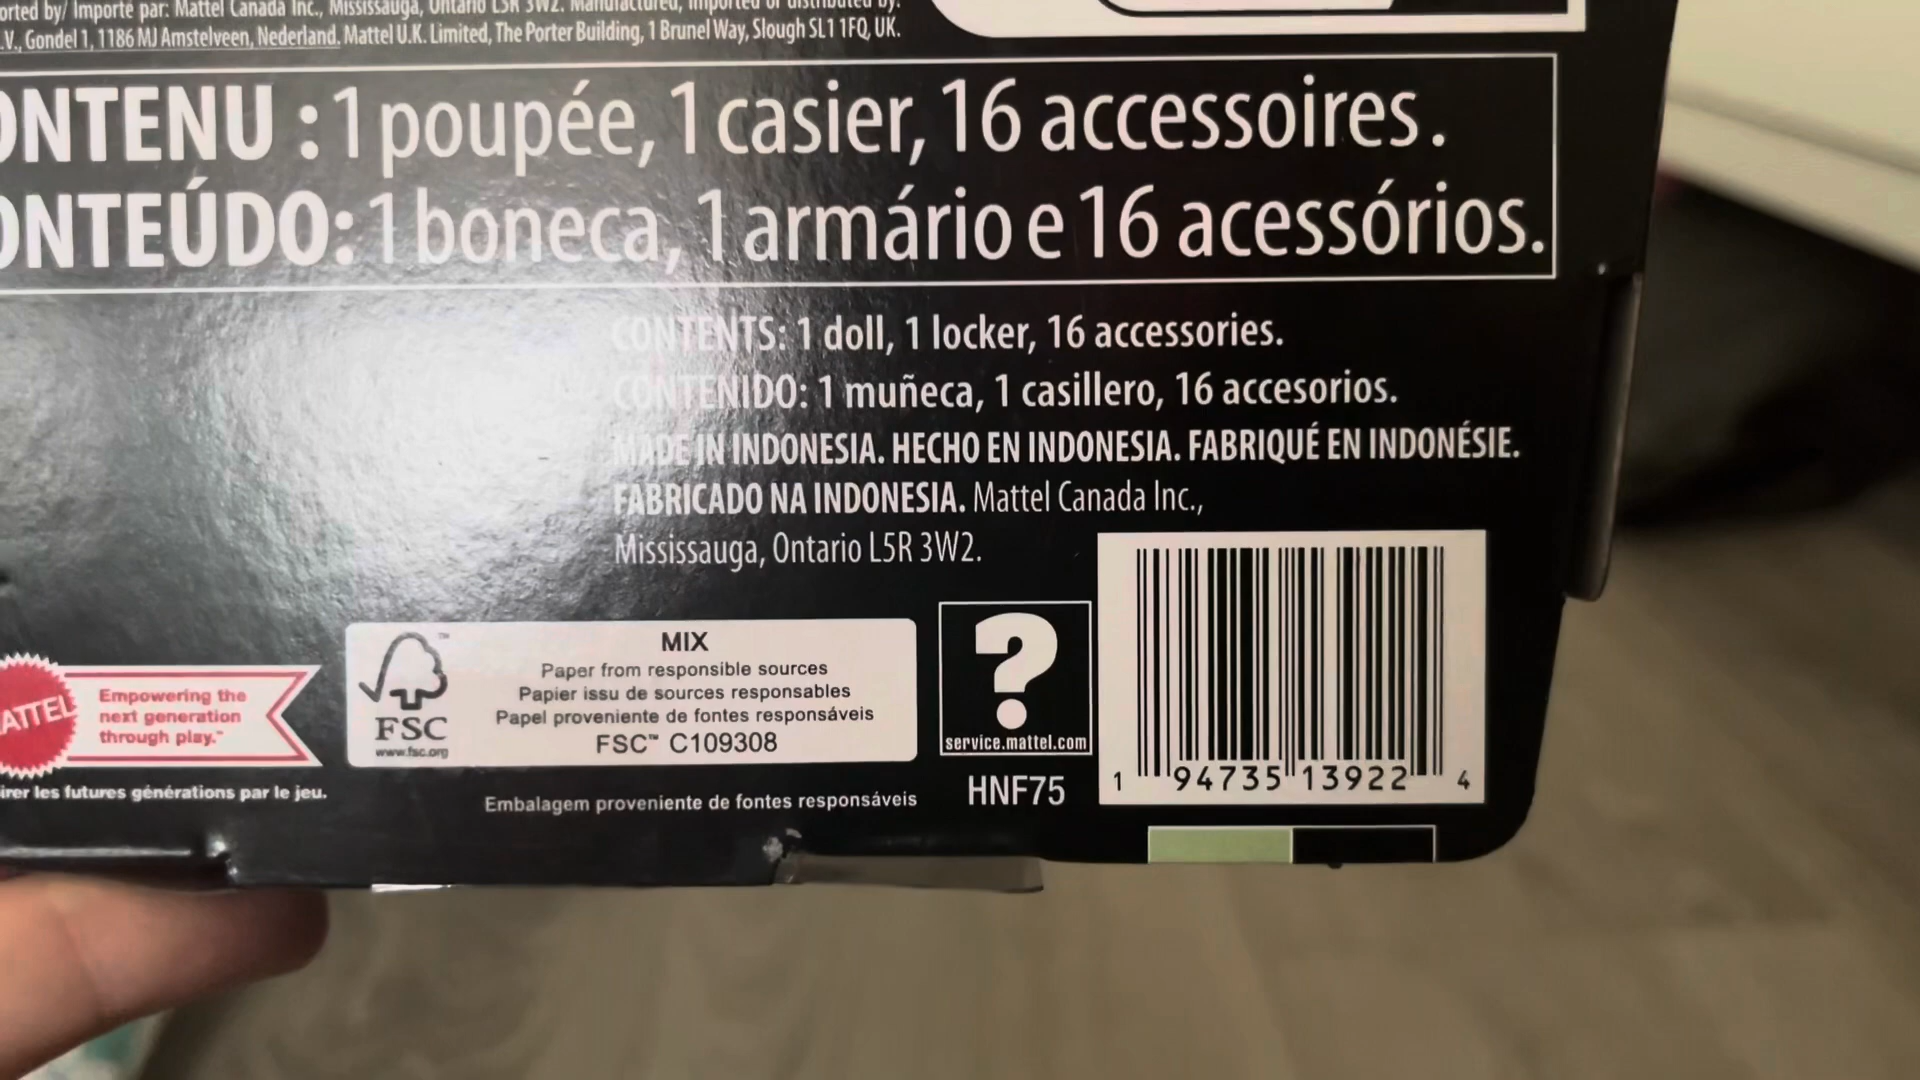 orted by/ Importé par: Mattel Canada Inc., Mississauga, Ontario L5R 3W2. Manufactured, imported or distributed by:
.V., Gondel 1, 1186 MJ Amstelveen, Nederland. Mattel U.K. Limited, The Porter Building, 1 Brunel Way, Slough SL1 1FQ, UK.
ONTENU : 1 poupée, 1 casier, 16 accessoires.
ONTEÚDO: 1 boneca, 1 armário e 16 acessórios.
CONTENTS: 1 doll, 1 locker, 16 accessories.
CONTENIDO: 1 muñeca, 1 casillero, 16 accesorios.
MADE IN INDONESIA. HECHO EN INDONESIA. FABRIQUÉ EN INDONÉSIE.
FABRICADO NA INDONESIA. Mattel Canada Inc.,
Mississauga, Ontario L5R 3W2.
ATTEL
Empowering the
next generation
through play.™
irer les futures générations par le jeu.
FSC
www.fsc.org
MIX
Paper from responsible sources
Papier issu de sources responsables
Papel proveniente de fontes responsáveis
FSC™ C109308
Embalagem proveniente de fontes responsáveis
?
service.mattel.com
HNF75
1 94735 13922 4